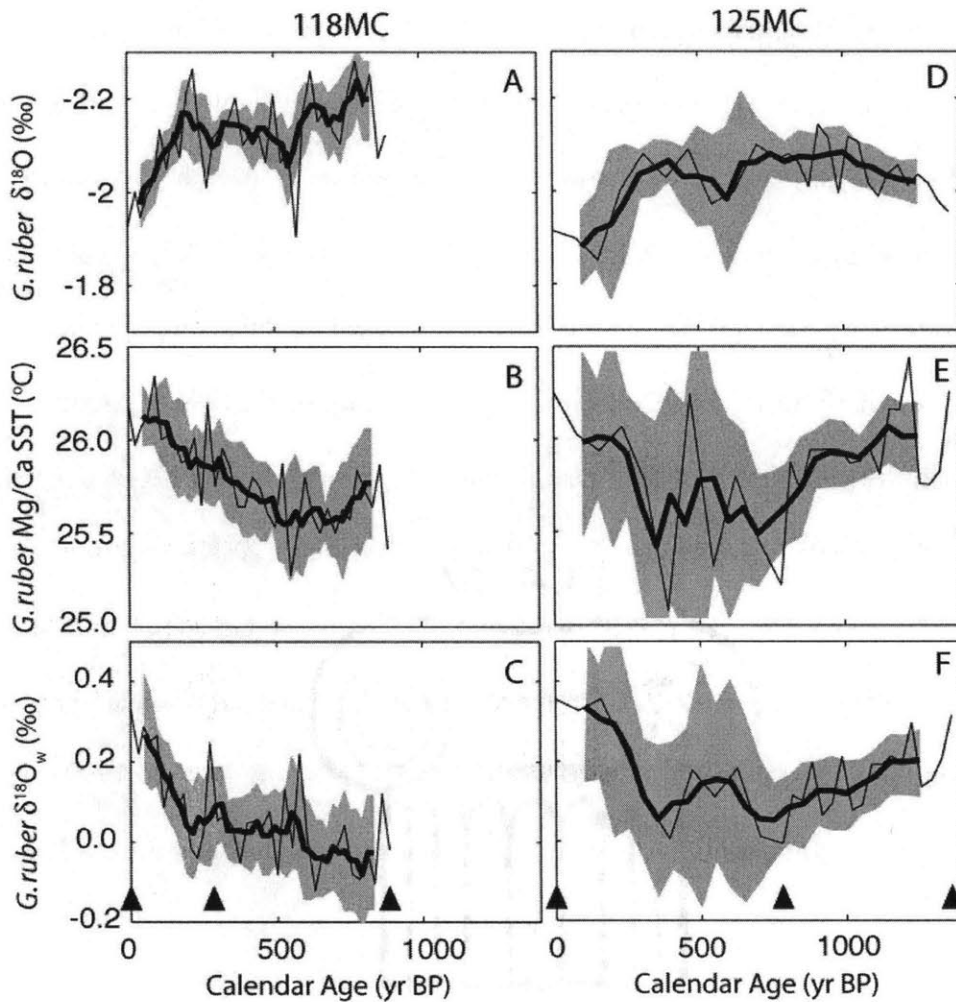 118MC
125MC
G.ruber δ¹⁸O (‰)
-2.2
-2
-1.8
A
D
G.ruber Mg/Ca SST (°C)
26.5
26.0
25.5
25.0
B
E
G.ruber δ¹⁸Ow (‰)
0.4
0.2
0.0
-0.2
C
F
0
500
1000
0
500
1000
Calendar Age (yr BP)
Calendar Age (yr BP)